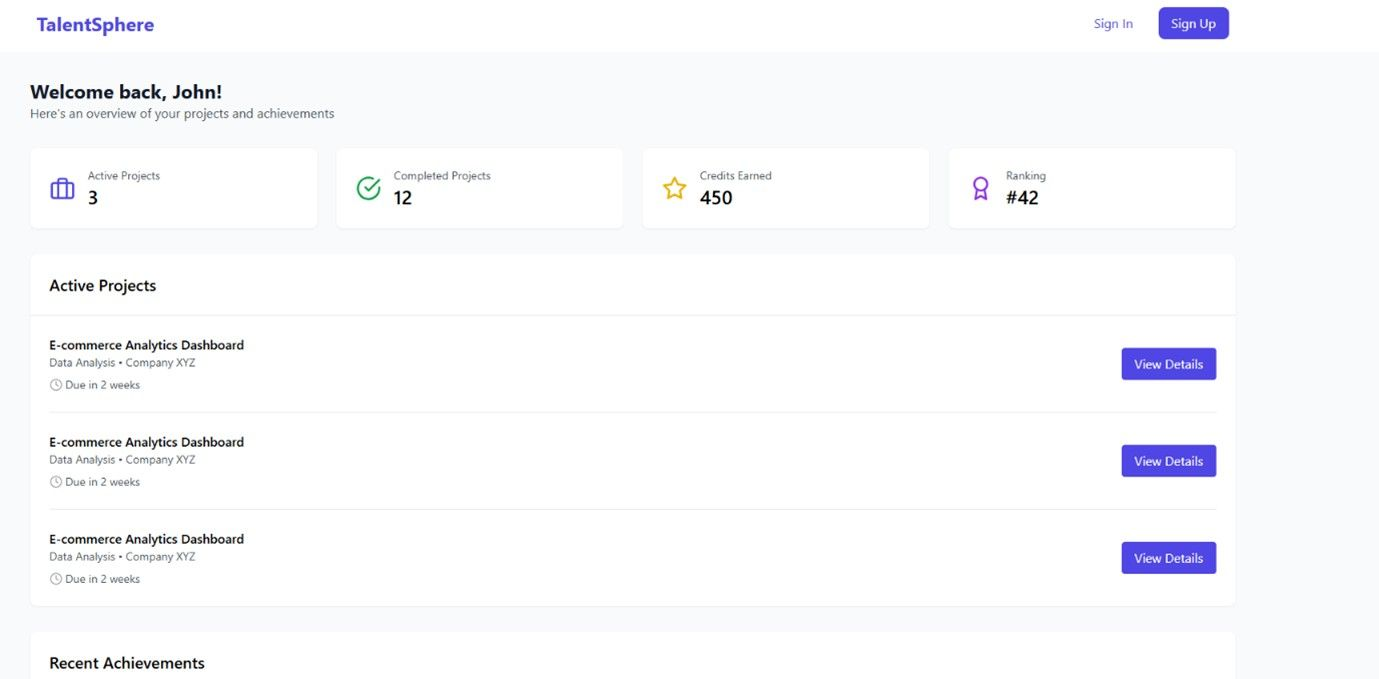 TalentSphere
Sign In
Sign Up
Welcome back, John!
Here's an overview of your projects and achievements
Active Projects
3
Completed Projects
12
Credits Earned
450
Ranking
#42
Active Projects
E-commerce Analytics Dashboard
Data Analysis • Company XYZ
Due in 2 weeks
View Details
E-commerce Analytics Dashboard
Data Analysis • Company XYZ
Due in 2 weeks
View Details
E-commerce Analytics Dashboard
Data Analysis • Company XYZ
Due in 2 weeks
View Details
Recent Achievements